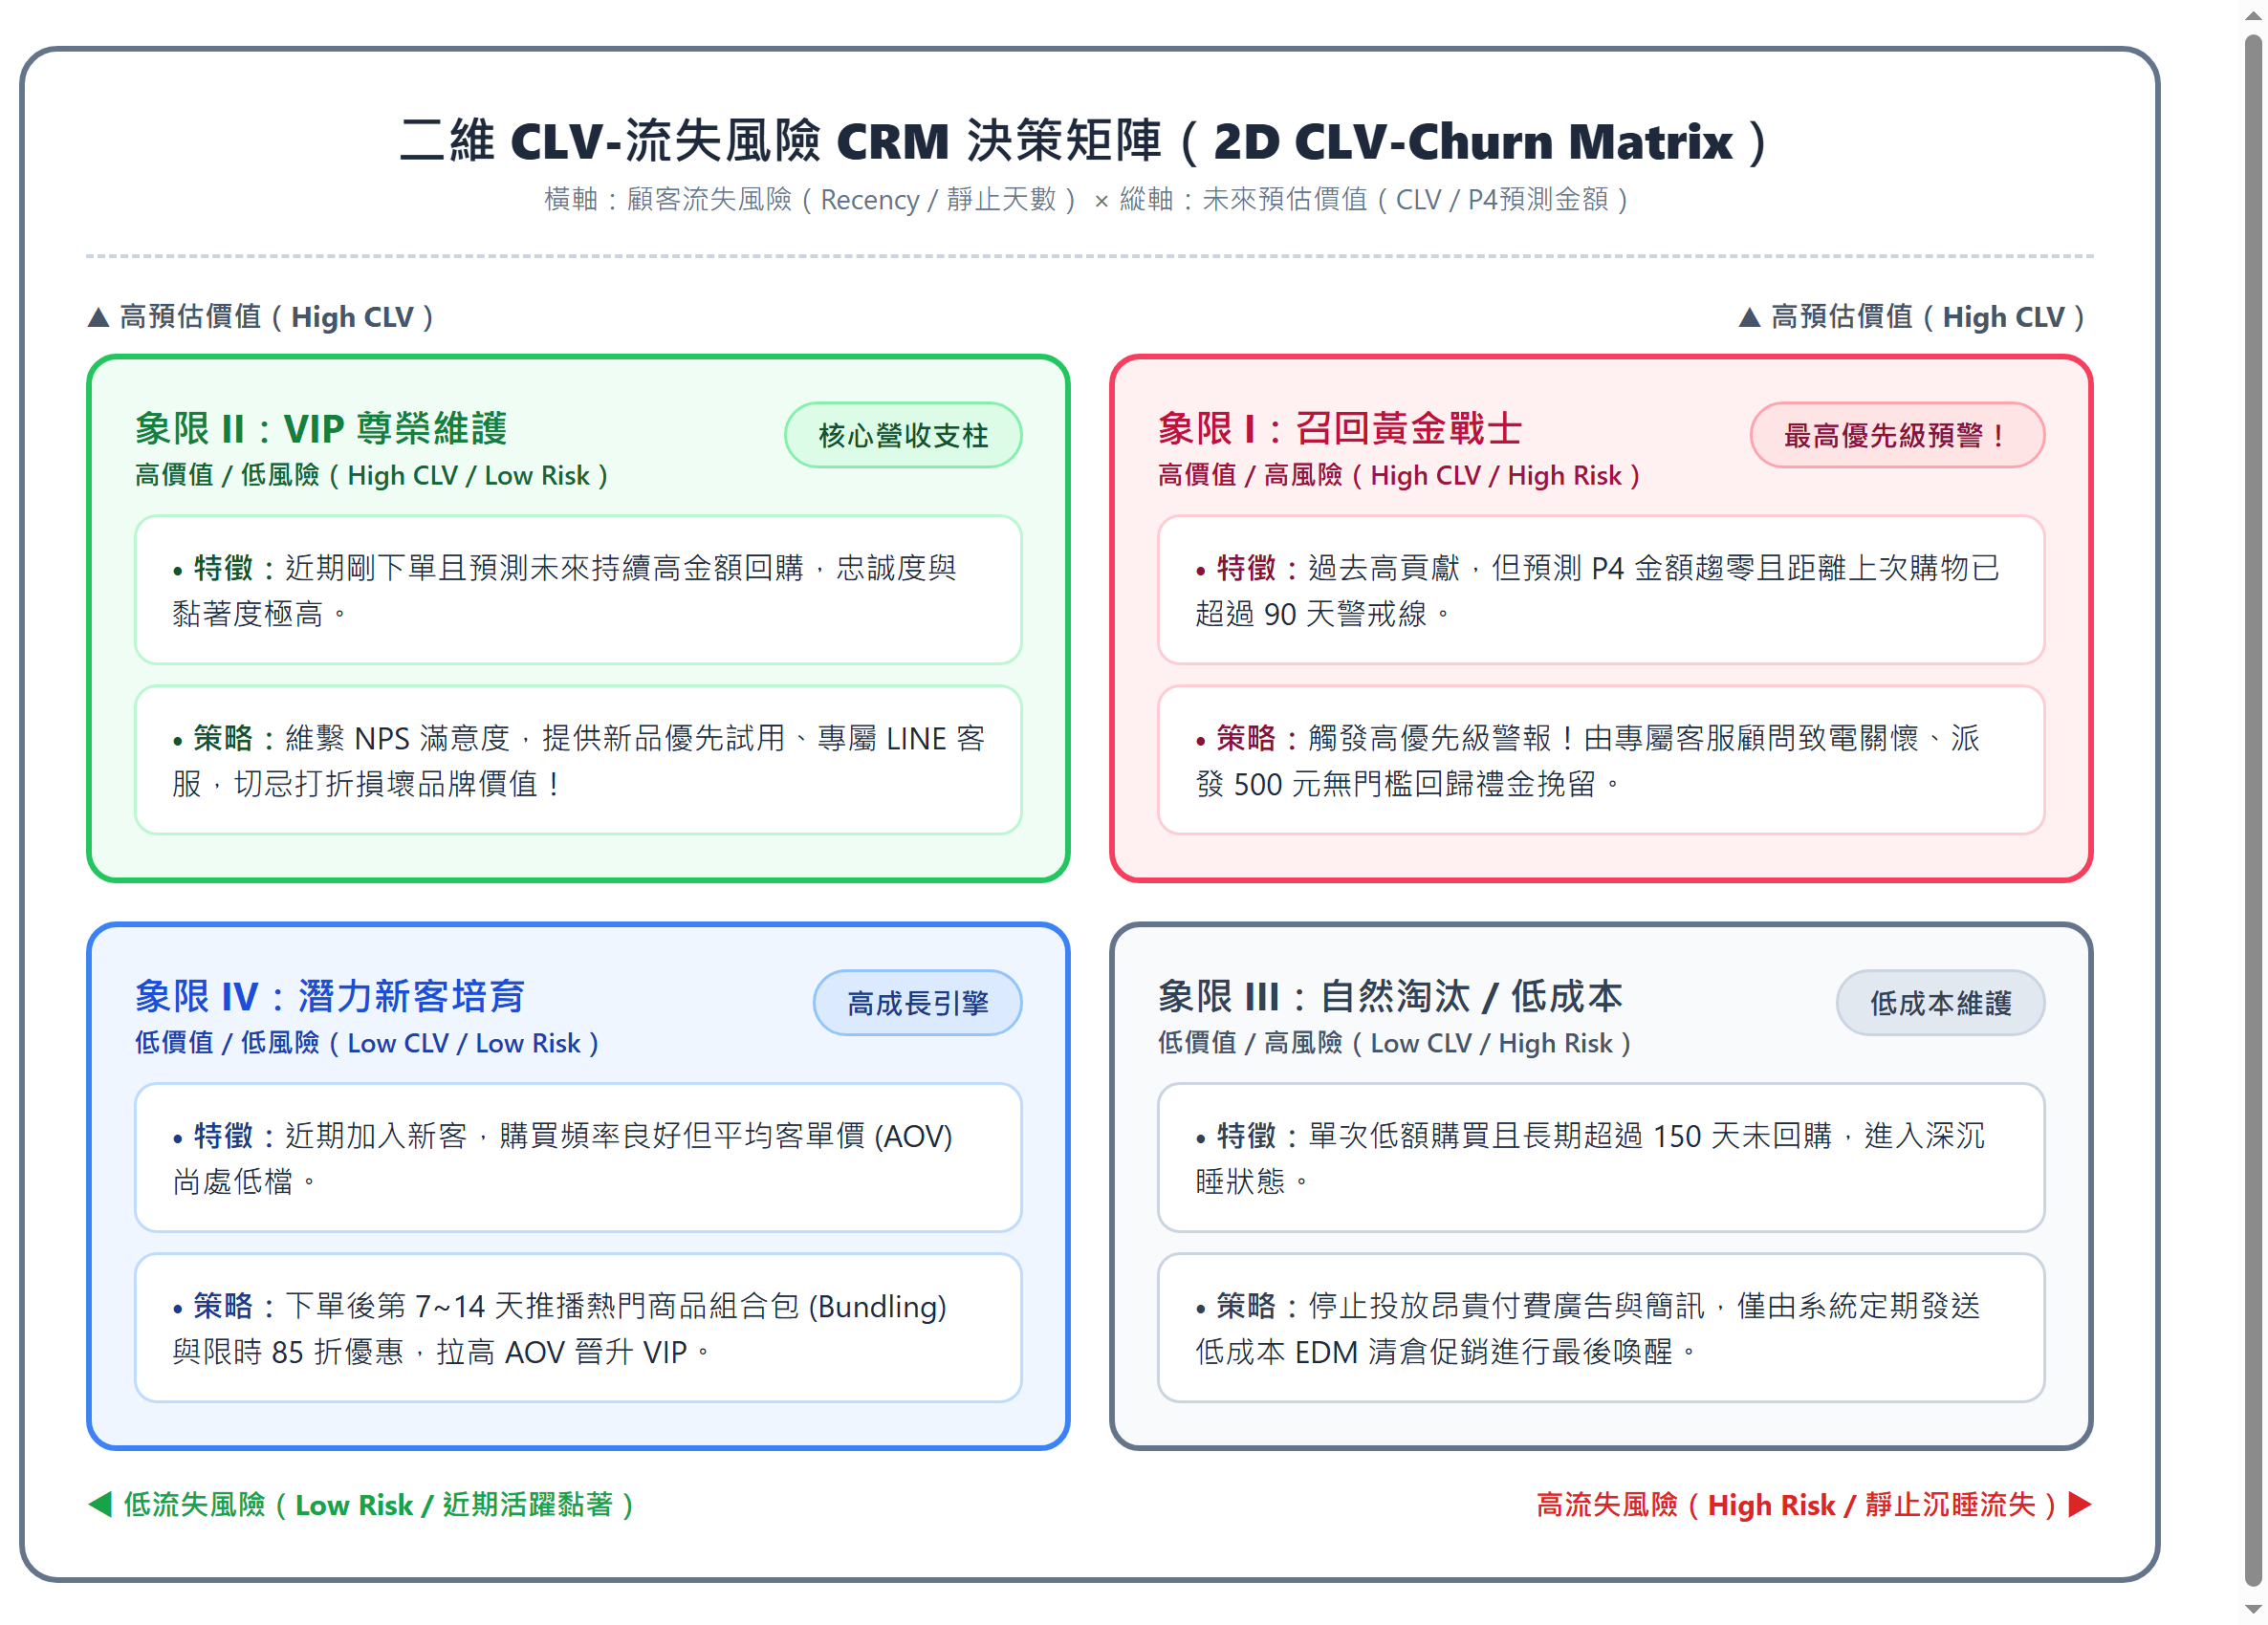 二維 CLV-流失風險 CRM 決策矩陣（2D CLV-Churn Matrix）
橫軸：顧客流失風險（Recency / 靜止天數） × 縱軸：未來預估價值（CLV / P4預測金額）
▲ 高預估價值（High CLV）
▲ 高預估價值（High CLV）
象限 II：VIP 尊榮維護
核心營收支柱
高價值 / 低風險（High CLV / Low Risk）
• 特徵：近期剛下單且預測未來持續高金額回購，忠誠度與
黏著度極高。
• 策略：維繫 NPS 滿意度，提供新品優先試用、專屬 LINE 客
服，切忌打折損壞品牌價值！
象限 I：召回黃金戰士
最高優先級預警！
高價值 / 高風險（High CLV / High Risk）
• 特徵：過去高貢獻，但預測 P4 金額趨零且距離上次購物已
超過 90 天警戒線。
• 策略：觸發高優先級警報！由專屬客服顧問致電關懷、派
發 500 元無門檻回歸禮金挽留。
象限 IV：潛力新客培育
高成長引擎
低價值 / 低風險（Low CLV / Low Risk）
• 特徵：近期加入新客，購買頻率良好但平均客單價 (AOV)
尚處低檔。
• 策略：下單後第 7~14 天推播熱門商品組合包 (Bundling)
與限時 85 折優惠，拉高 AOV 晉升 VIP。
象限 III：自然淘汰 / 低成本
低成本維護
低價值 / 高風險（Low CLV / High Risk）
• 特徵：單次低額購買且長期超過 150 天未回購，進入深沉
睡狀態。
• 策略：停止投放昂貴付費廣告與簡訊，僅由系統定期發送
低成本 EDM 清倉促銷進行最後喚醒。
◀ 低流失風險（Low Risk / 近期活躍黏著）
高流失風險（High Risk / 靜止沉睡流失）▶